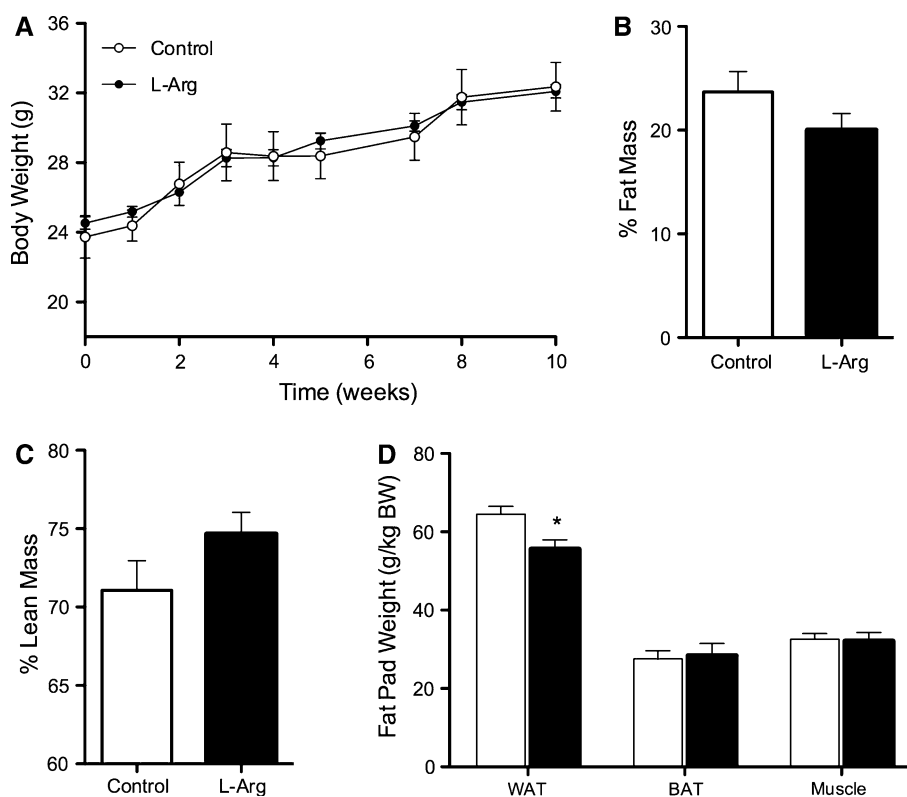 A
36
32
28
24
20
Body Weight (g)
Control
L-Arg
0 2 4 6 8 10
Time (weeks)
B
30
20
10
0
% Fat Mass
Control L-Arg
C
80
75
70
65
60
% Lean Mass
Control L-Arg
D
80
60
40
20
0
Fat Pad Weight (g/kg BW)
*
WAT BAT Muscle